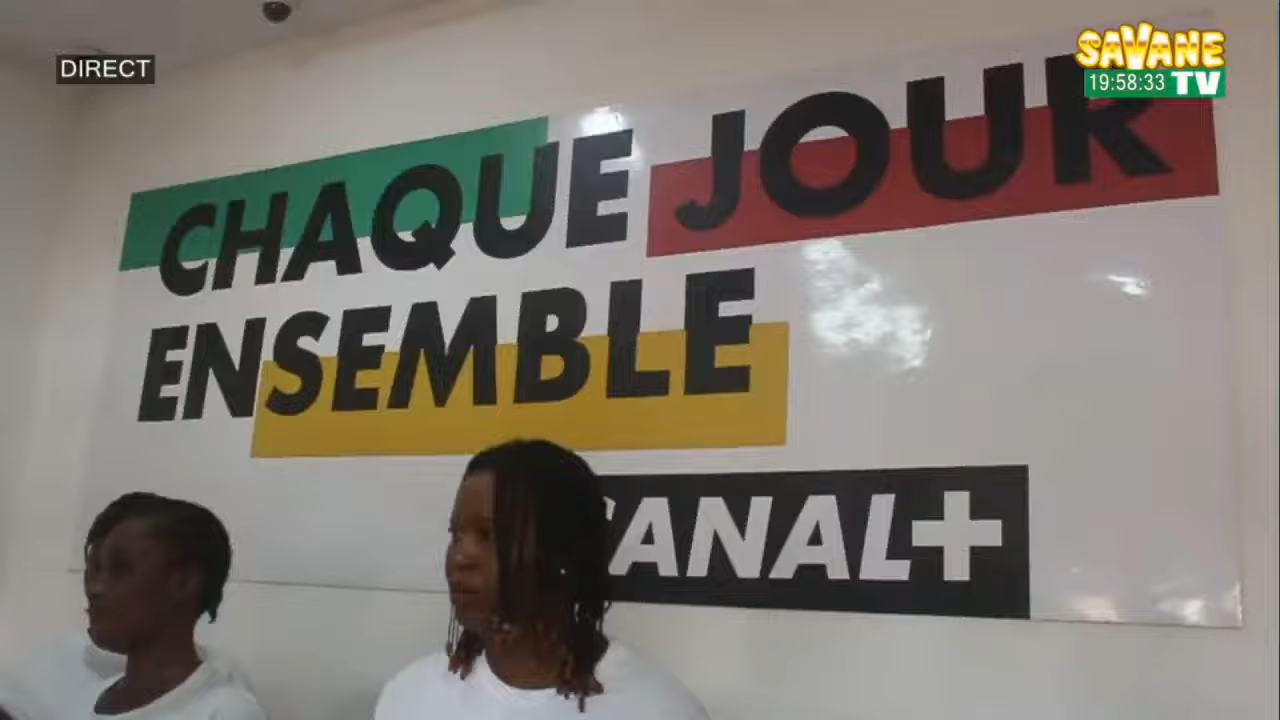 DIRECT
SAVANE
19:58:33 TV
CHAQUE JOUR
ENSEMBLE
CANAL+